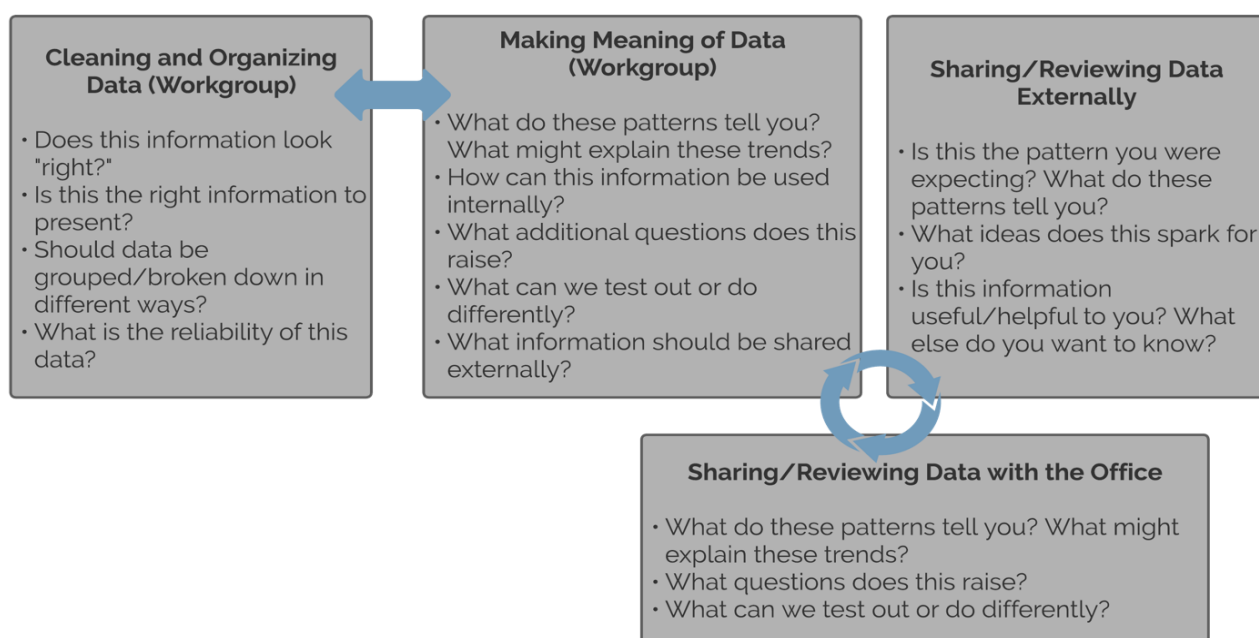 Cleaning and Organizing
Data (Workgroup)
• Does this information look
"right?"
• Is this the right information to
present?
• Should data be
grouped/broken down in
different ways?
• What is the reliability of this
data?
Making Meaning of Data
(Workgroup)
• What do these patterns tell you?
What might explain these trends?
• How can this information be used
internally?
• What additional questions does this
raise?
• What can we test out or do
differently?
• What information should be shared
externally?
Sharing/Reviewing Data
Externally
• Is this the pattern you were
expecting? What do these
patterns tell you?
• What ideas does this spark for
you?
• Is this information
useful/helpful to you? What
else do you want to know?
Sharing/Reviewing Data with the Office
• What do these patterns tell you? What might
explain these trends?
• What questions does this raise?
• What can we test out or do differently?